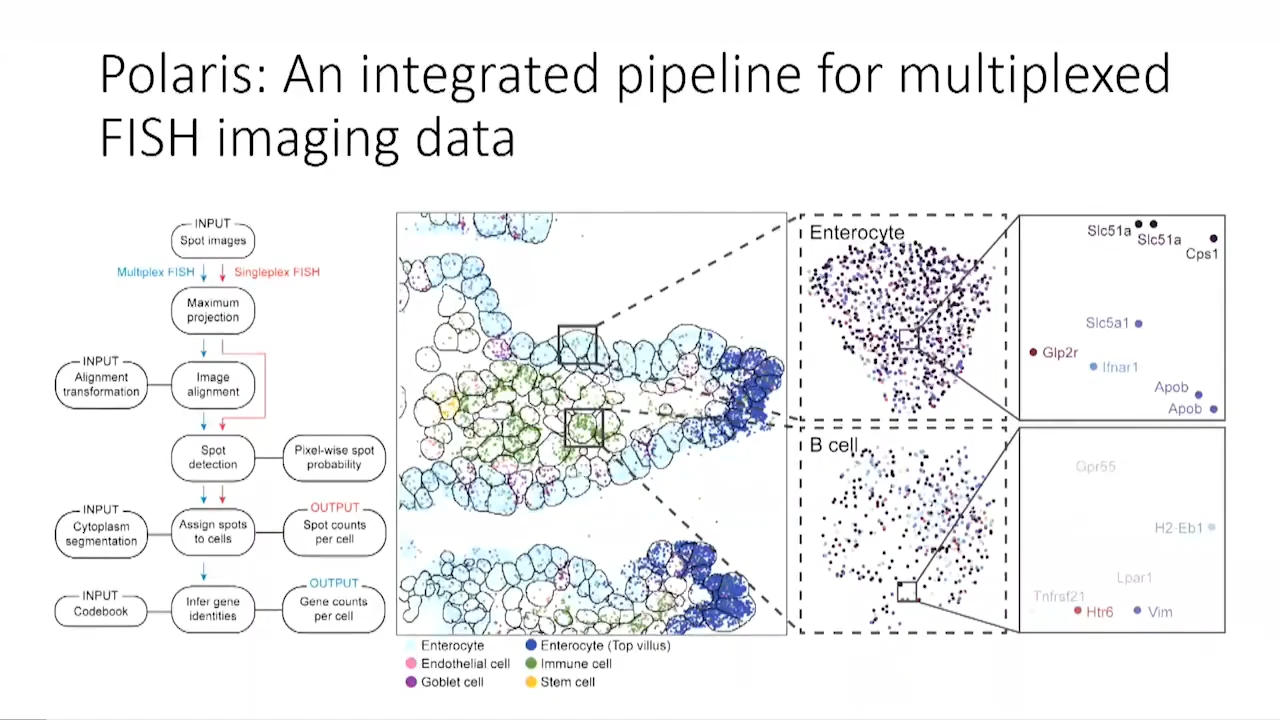 Polaris: An integrated pipeline for multiplexed
FISH imaging data
INPUT
Spot images
Multiplex FISH
Singleplex FISH
Maximum
projection
INPUT
Alignment
transformation
Image
alignment
Spot
detection
Pixel-wise spot
probability
INPUT
Cytoplasm
segmentation
Assign spots
to cells
OUTPUT
Spot counts
per cell
INPUT
Codebook
Infer gene
identities
OUTPUT
Gene counts
per cell
Enterocyte
Enterocyte (Top villus)
Endothelial cell
Immune cell
Goblet cell
Stem cell
Enterocyte
Slc51a
Slc51a
Cps1
Slc5a1
Glp2r
Ifnar1
Apob
Apob
B cell
Gpr55
H2-Eb1
Lpar1
Tnfrsf21
Htr6
Vim